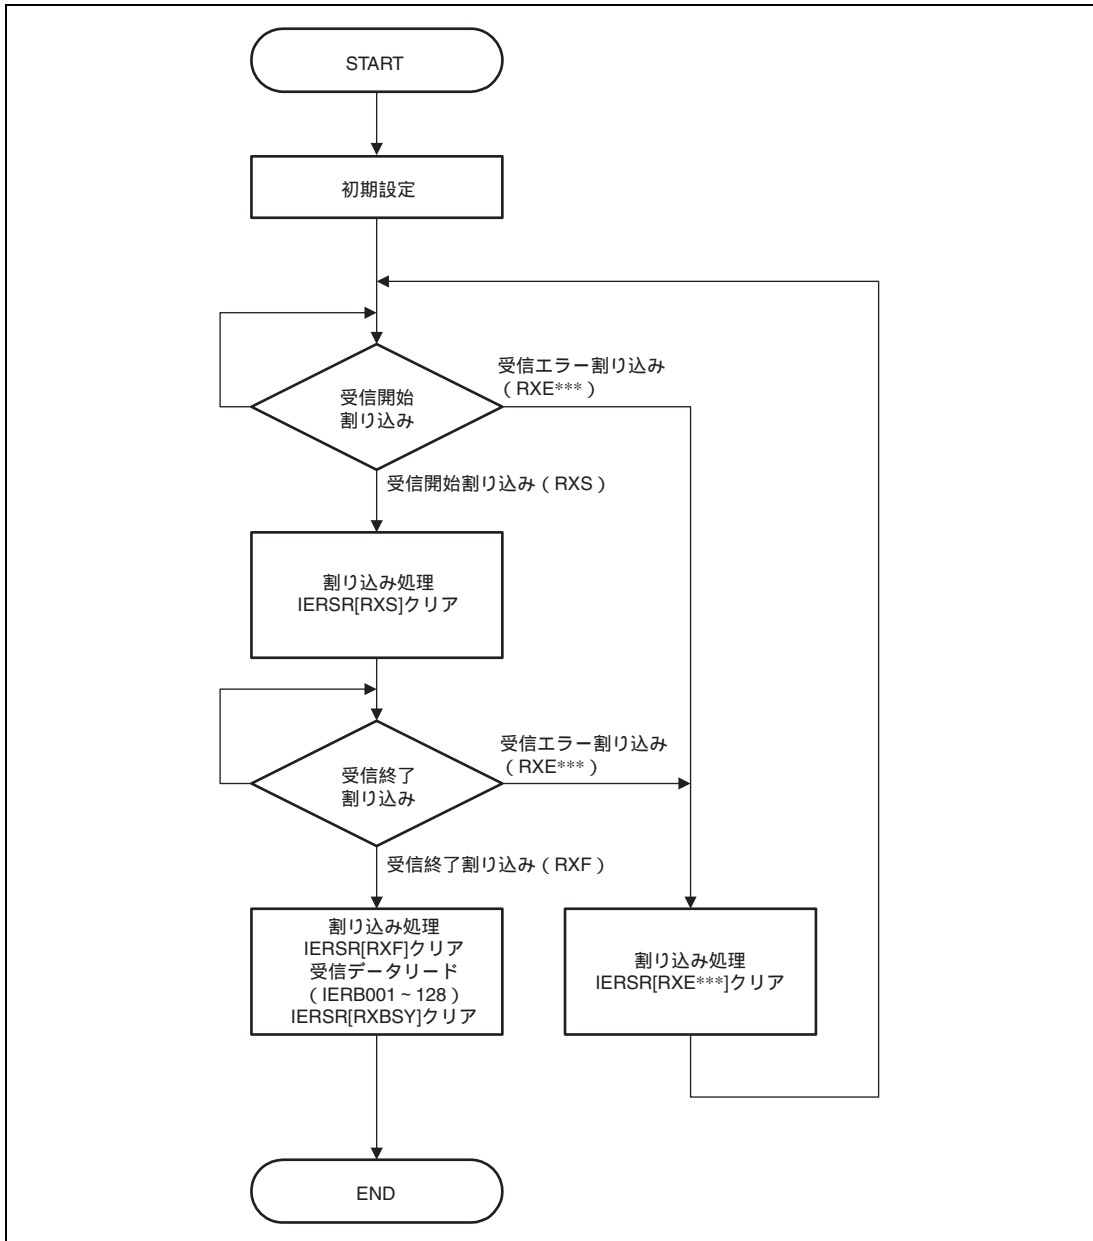 START
初期設定
受信エラー割り込み
(RXE***)
受信開始
割り込み
受信開始割り込み(RXS)
割り込み処理
IERSR[RXS]クリア
受信エラー割り込み
(RXE***)
受信終了
割り込み
受信終了割り込み(RXF)
割り込み処理
IERSR[RXF]クリア
受信データリード
(IERB001~128)
IERSR[RXBSY]クリア
割り込み処理
IERSR[RXE***]クリア
END